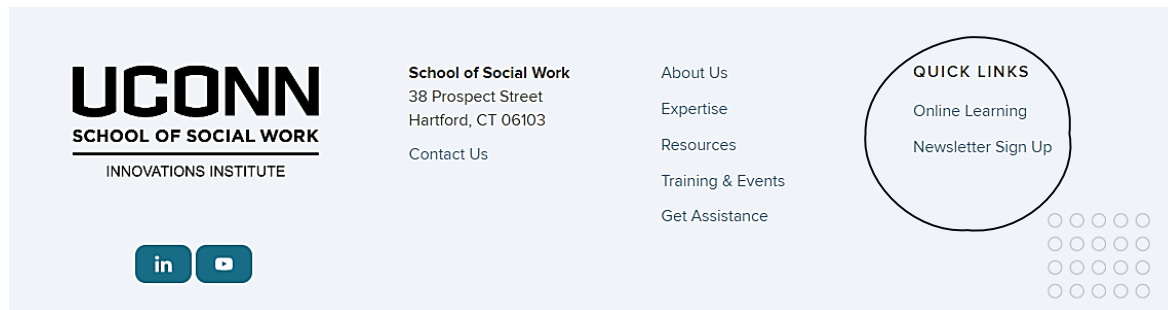 UCONN
SCHOOL OF SOCIAL WORK
INNOVATIONS INSTITUTE
in
School of Social Work
38 Prospect Street
Hartford, CT 06103
Contact Us
About Us
Expertise
Resources
Training & Events
Get Assistance
QUICK LINKS
Online Learning
Newsletter Sign Up